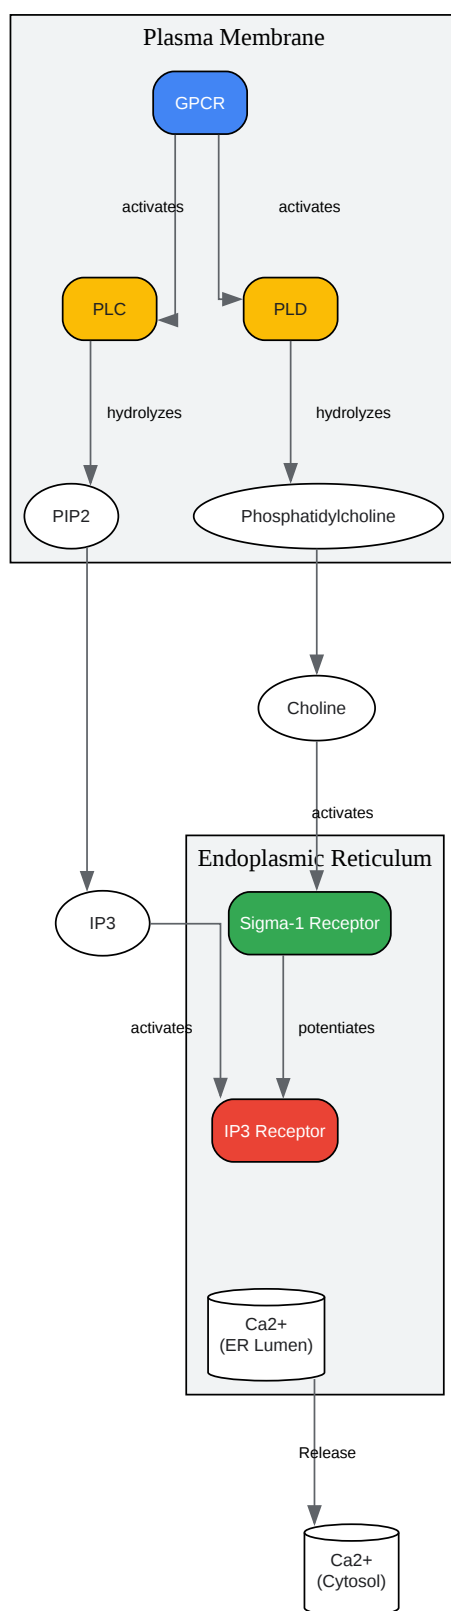 Plasma Membrane
GPCR
activates
activates
PLC
PLD
hydrolyzes
hydrolyzes
PIP2
Phosphatidylcholine
Choline
activates
Endoplasmic Reticulum
IP3
Sigma-1 Receptor
activates
potentiates
IP3 Receptor
Ca2+
(ER Lumen)
Release
Ca2+
(Cytosol)